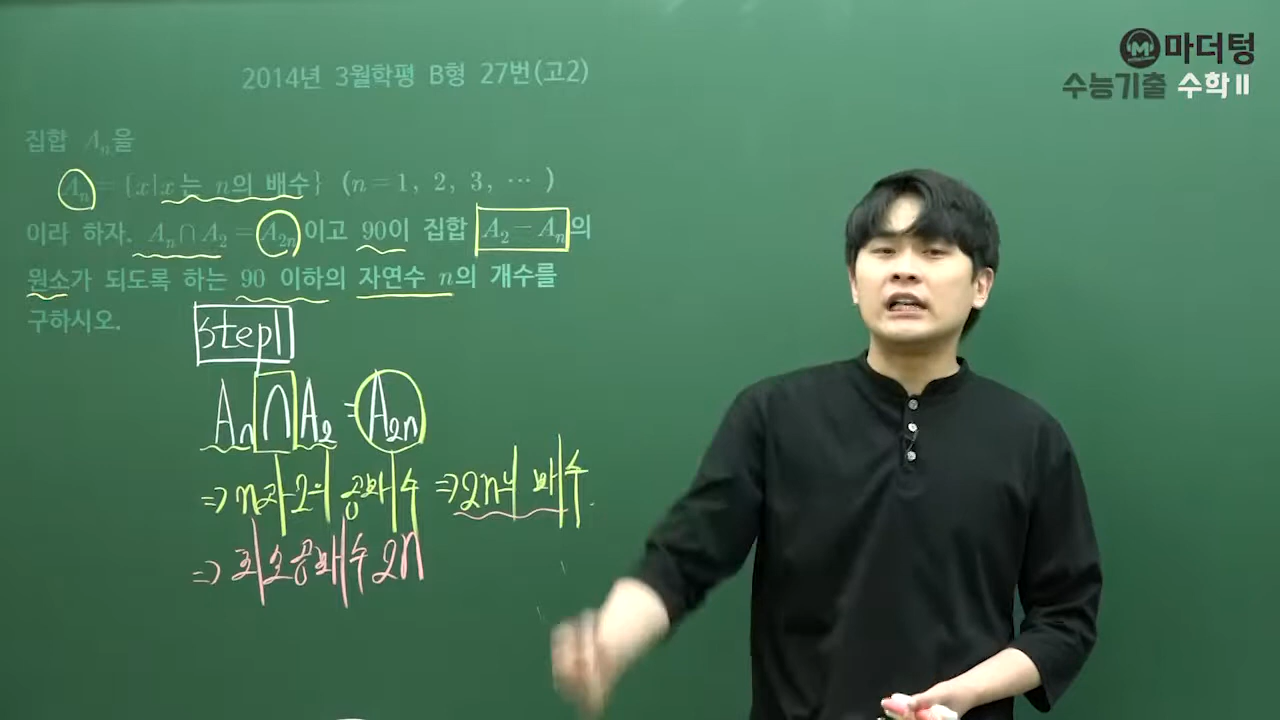 마더텅
수능기출 수학Ⅱ
2014년 3월학평 B형 27번(고2)
집합 Aₙ을
Aₙ={x|x는 n의 배수} (n=1, 2, 3, ⋯ )
이라 하자. Aₙ∩A₂=A₂ₙ이고 90이 집합 A₂-Aₙ의
원소가 되도록 하는 90 이하의 자연수 n의 개수를
구하시오.
Step1
Aₙ∩A₂=A₂ₙ
⇒ n과 2의 공배수 ⇒ 2n의 배수
⇒ 최소공배수 2n